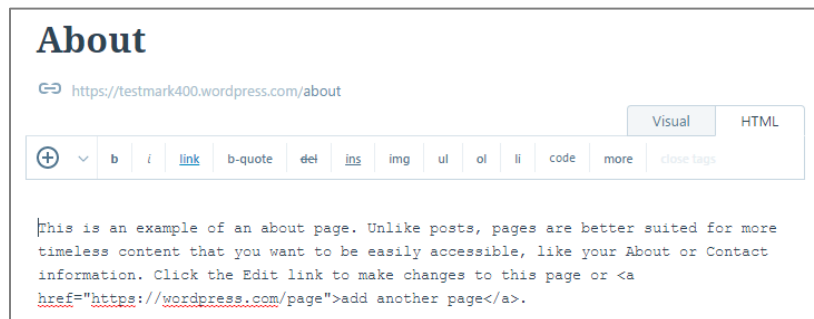 About
https://testmark400.wordpress.com/about
Visual HTML
b i link b-quote del ins img ul ol li code more close tags
This is an example of an about page. Unlike posts, pages are better suited for more
timeless content that you want to be easily accessible, like your About or Contact
information. Click the Edit link to make changes to this page or <a
href="https://wordpress.com/page">add another page</a>.